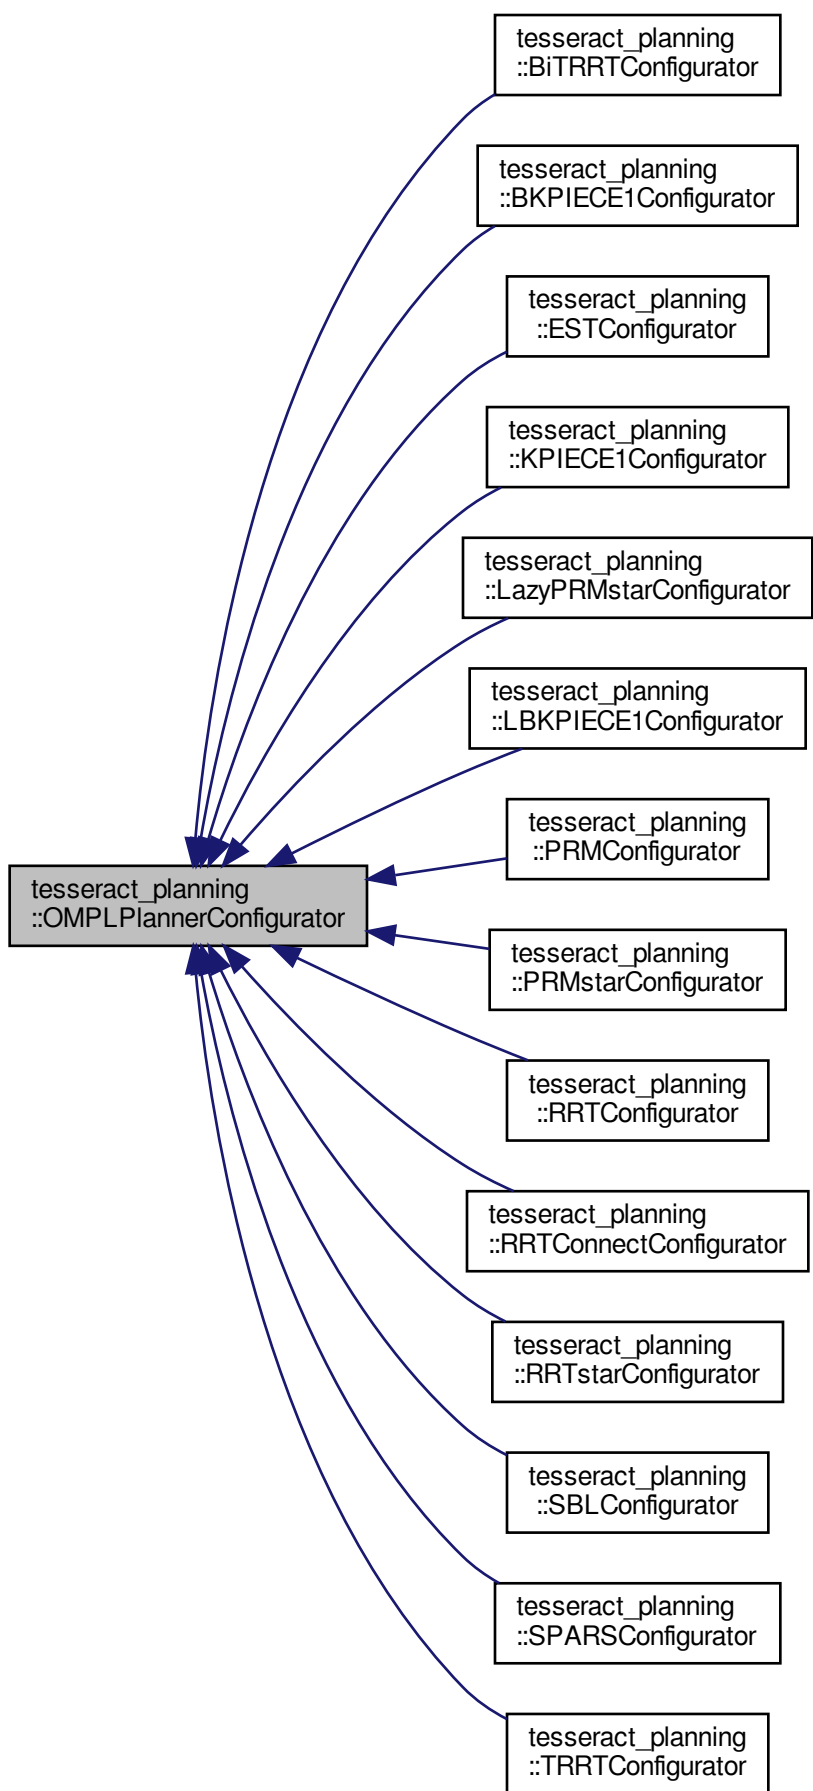 tesseract_planning
::BiTRRTConfigurator
tesseract_planning
::BKPIECE1Configurator
tesseract_planning
::ESTConfigurator
tesseract_planning
::KPIECE1Configurator
tesseract_planning
::LazyPRMstarConfigurator
tesseract_planning
::LBKPIECE1Configurator
tesseract_planning
::PRMConfigurator
tesseract_planning
::OMPLPlannerConfigurator
tesseract_planning
::PRMstarConfigurator
tesseract_planning
::RRTConfigurator
tesseract_planning
::RRTConnectConfigurator
tesseract_planning
::RRTstarConfigurator
tesseract_planning
::SBLConfigurator
tesseract_planning
::SPARSConfigurator
tesseract_planning
::TRRTConfigurator